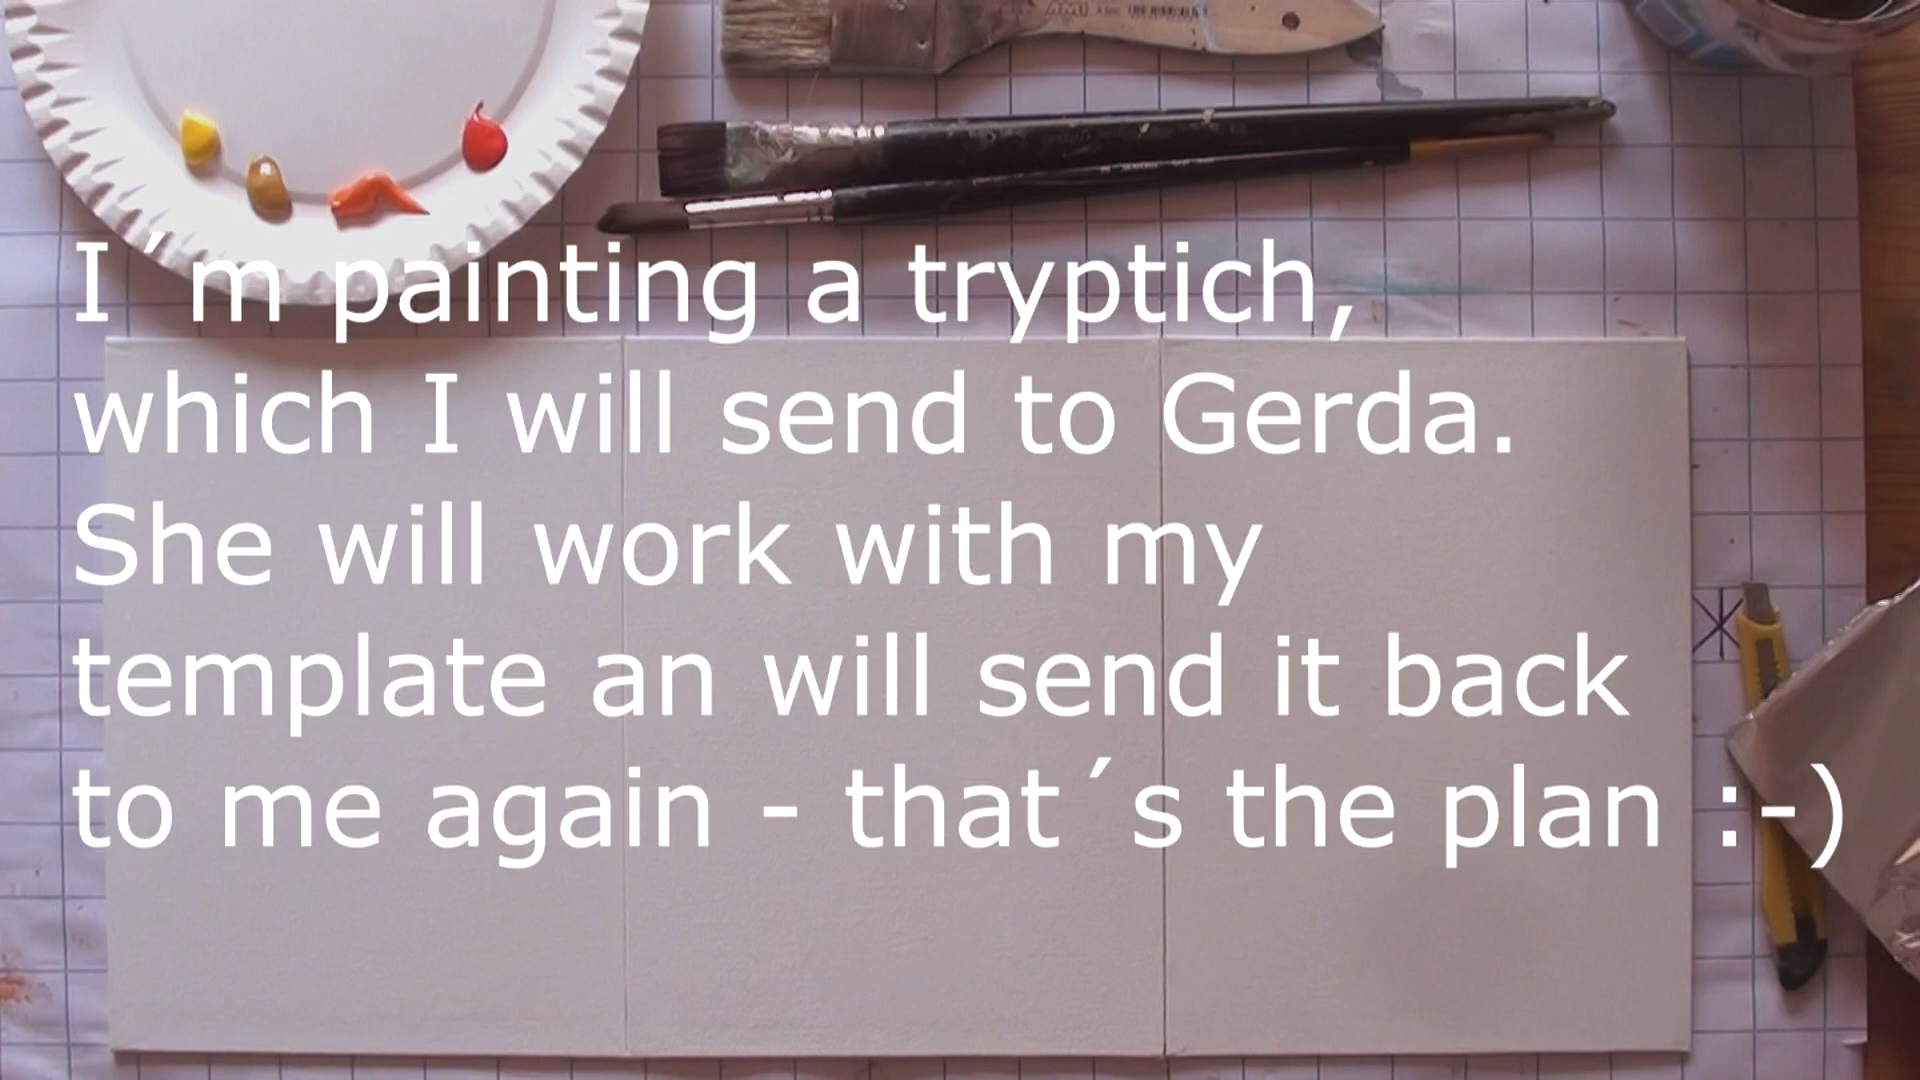 I´m painting a tryptich,
which I will send to Gerda.
She will work with my
template an will send it back
to me again - that´s the plan :-)